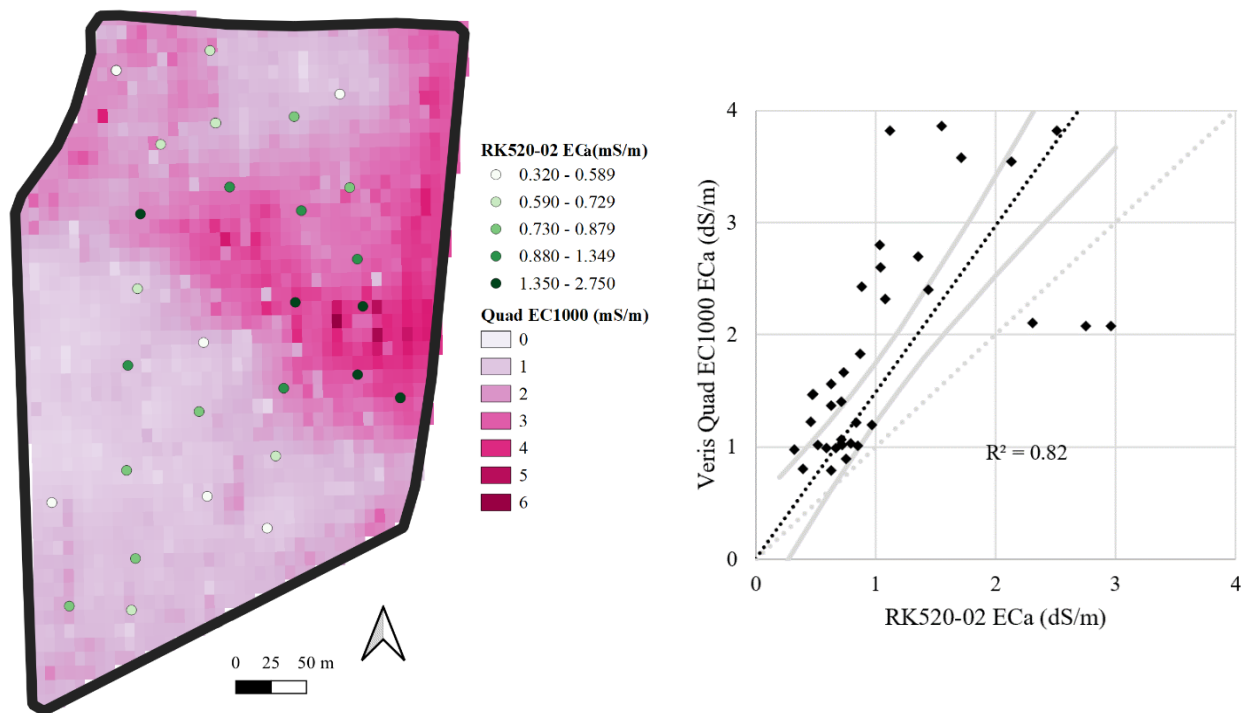 RK520-02 ECa(mS/m)
0.320 - 0.589
0.590 - 0.729
0.730 - 0.879
0.880 - 1.349
1.350 - 2.750
Quad EC1000 (mS/m)
0
1
2
3
4
5
6
0 25 50 m
Veris Quad EC1000 ECa (dS/m)
4
3
2
1
0
R² = 0.82
0 1 2 3 4
RK520-02 ECa (dS/m)